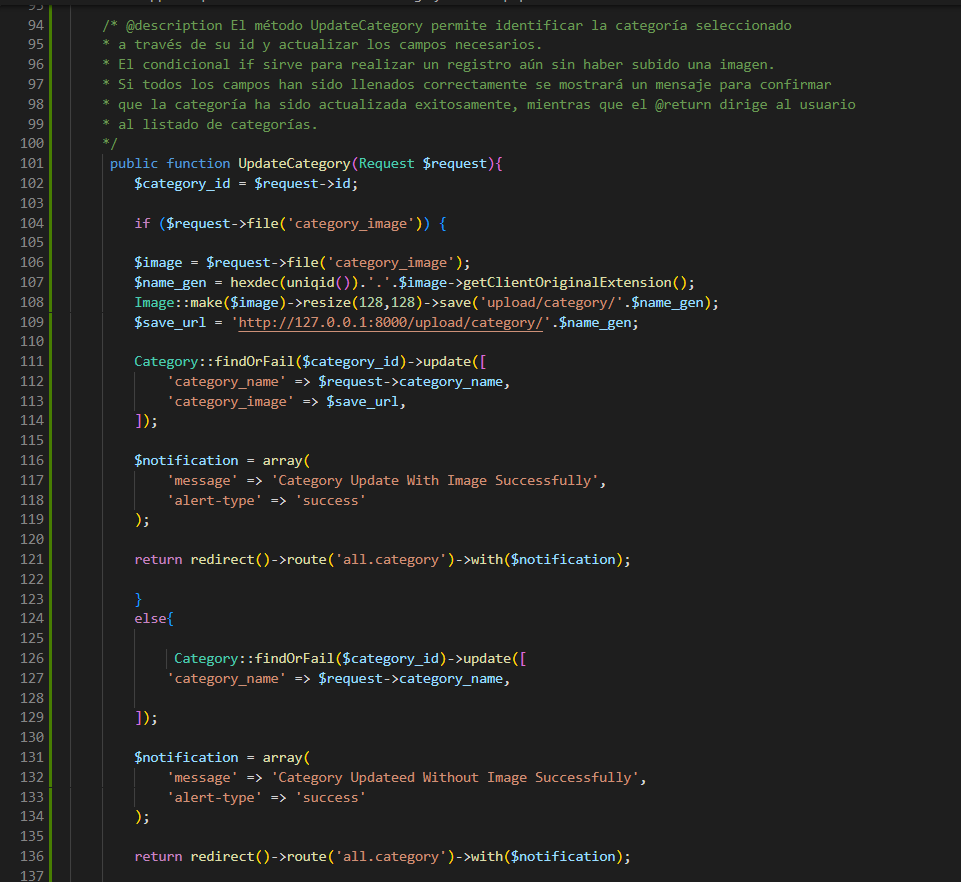 93
94 /* @description El método UpdateCategory permite identificar la categoría seleccionado
95 * a través de su id y actualizar los campos necesarios.
96 * El condicional if sirve para realizar un registro aún sin haber subido una imagen.
97 * Si todos los campos han sido llenados correctamente se mostrará un mensaje para confirmar
98 * que la categoría ha sido actualizada exitosamente, mientras que el @return dirige al usuario
99 * al listado de categorías.
100 */
101 public function UpdateCategory(Request $request){
102 $category_id = $request->id;
103
104 if ($request->file('category_image')) {
105
106 $image = $request->file('category_image');
107 $name_gen = hexdec(uniqid()).'.'.$image->getClientOriginalExtension();
108 Image::make($image)->resize(128,128)->save('upload/category/'.$name_gen);
109 $save_url = 'http://127.0.0.1:8000/upload/category/'.$name_gen;
110
111 Category::findOrFail($category_id)->update([
112 'category_name' => $request->category_name,
113 'category_image' => $save_url,
114 ]);
115
116 $notification = array(
117 'message' => 'Category Update With Image Successfully',
118 'alert-type' => 'success'
119 );
120
121 return redirect()->route('all.category')->with($notification);
122
123 }
124 else{
125
126 Category::findOrFail($category_id)->update([
127 'category_name' => $request->category_name,
128
129 ]);
130
131 $notification = array(
132 'message' => 'Category Updateed Without Image Successfully',
133 'alert-type' => 'success'
134 );
135
136 return redirect()->route('all.category')->with($notification);
137